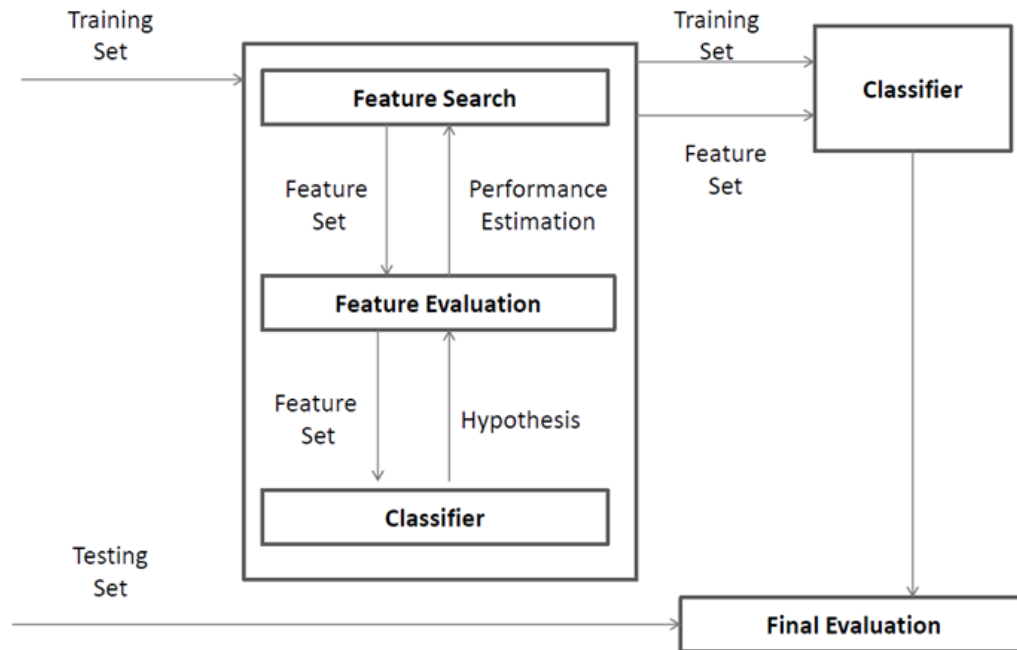 Training
Set
Training
Set
Feature Search
Classifier
Feature
Set
Performance
Estimation
Feature
Set
Feature Evaluation
Feature
Set
Hypothesis
Classifier
Testing
Set
Final Evaluation